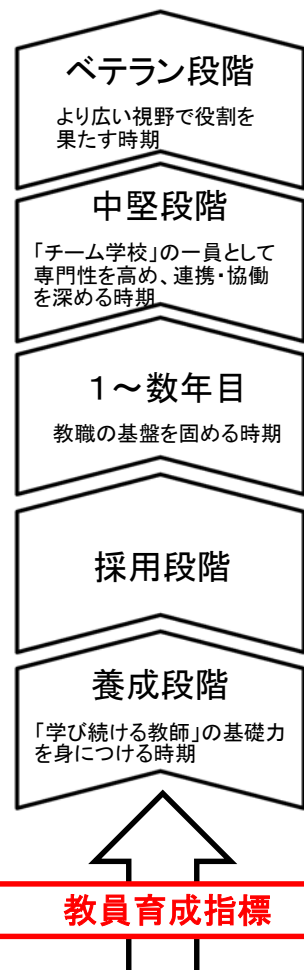 ベテラン段階
より広い視野で役割を
果たす時期
中堅段階
「チーム学校」の一員として
専門性を高め、連携・協働
を深める時期
１～数年目
教職の基盤を固める時期
採用段階
養成段階
「学び続ける教師」の基礎力
を身につける時期
教員育成指標